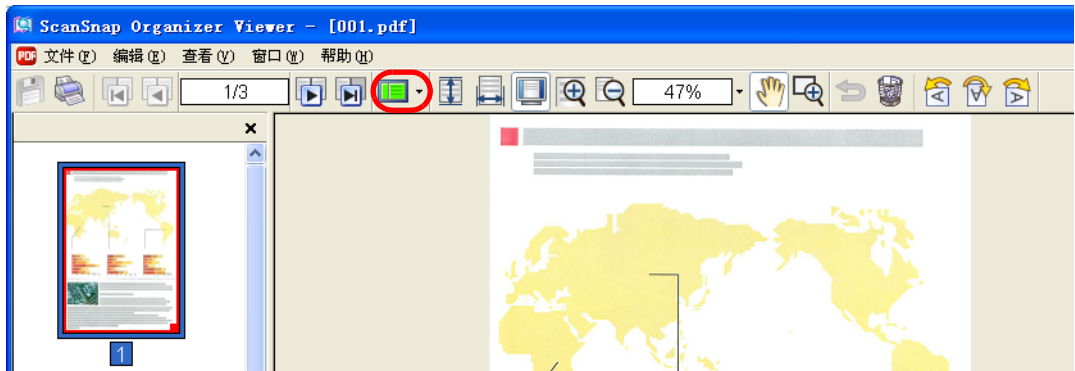 ScanSnap Organizer Viewer - [001.pdf]
PDF 文件(F) 编辑(E) 查看(V) 窗口(W) 帮助(H)
1/3 47% A A A
1